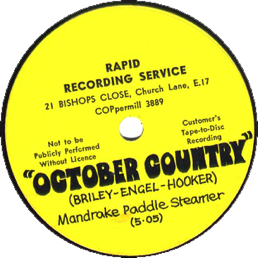 RAPID
RECORDING SERVICE
21 BISHOPS CLOSE, Church Lane, E.17
COPpermill 3889
Not to be
Publicly Performed
Without Licence
Customer's
Tape-to-Disc
Recording
"OCTOBER COUNTRY"
(BRILEY-ENGEL-HOOKER)
Mandrake Paddle Steamer
(5·05)